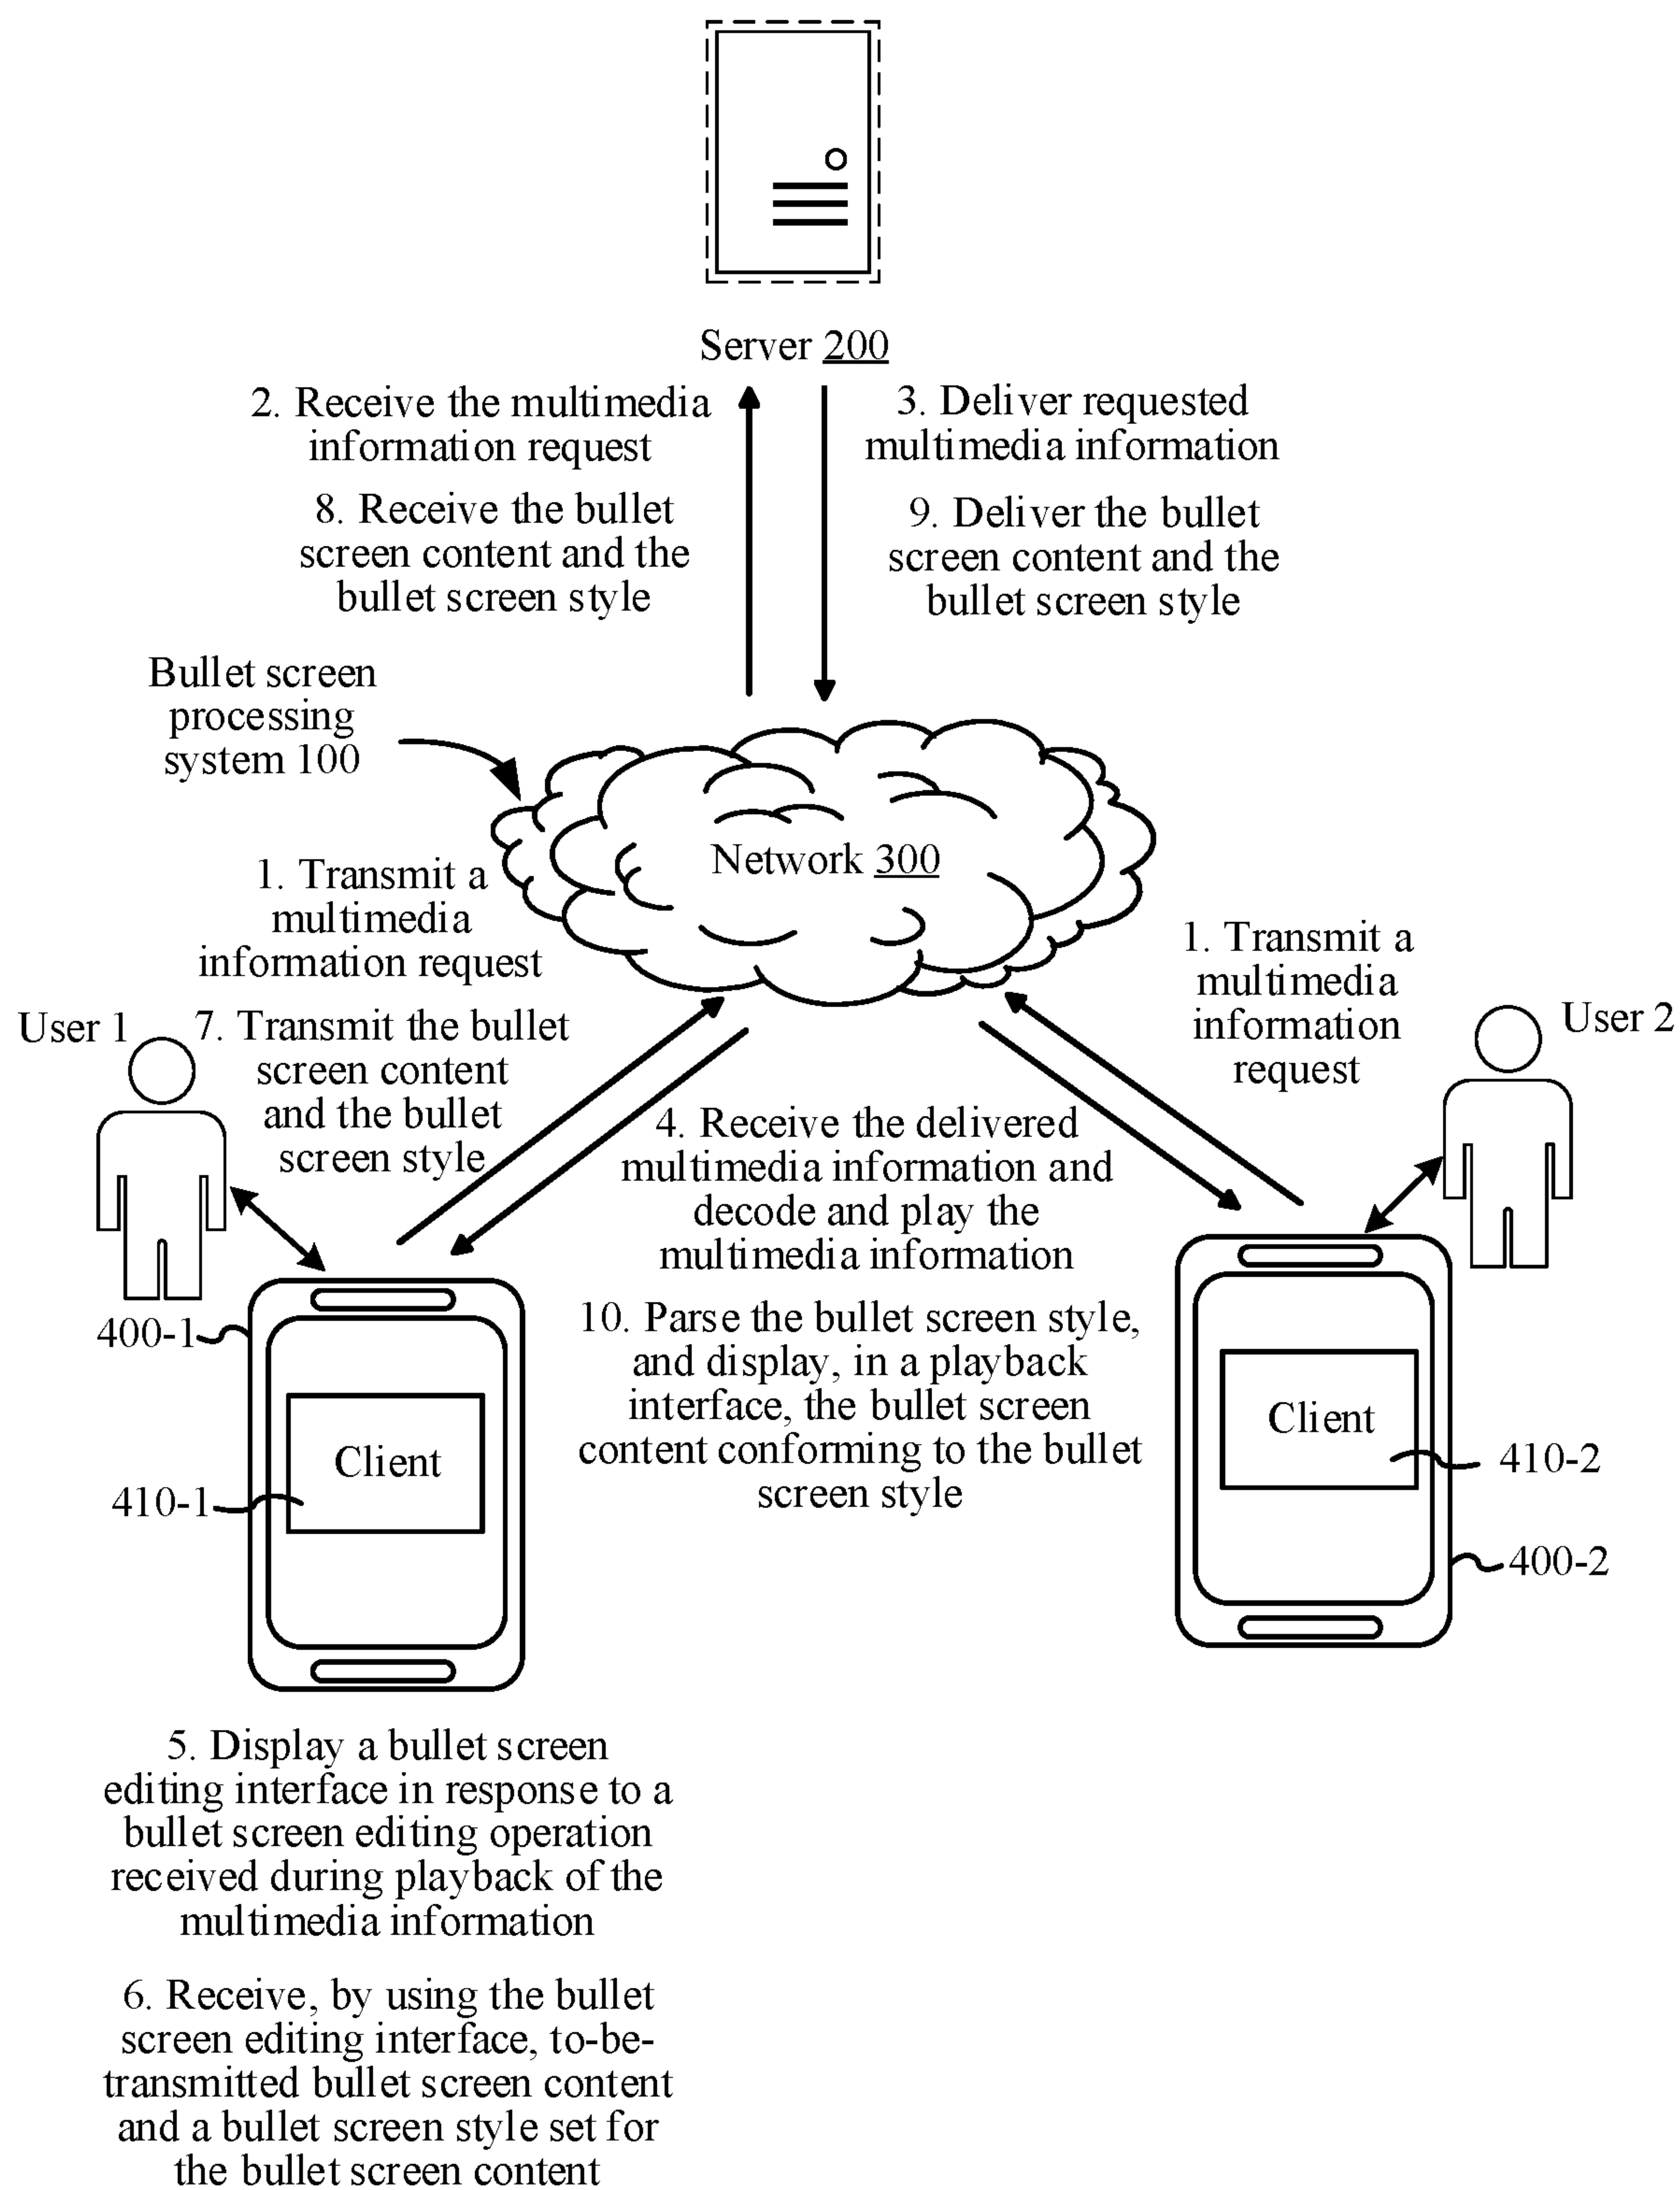 Server 200
2. Receive the multimedia
information request
8. Receive the bullet
screen content and the
bullet screen style
3. Deliver requested
multimedia information
9. Deliver the bullet
screen content and the
bullet screen style
Bullet screen
processing
system 100
Network 300
1. Transmit a
multimedia
information request
7. Transmit the bullet
screen content
and the bullet
screen style
User 1
1. Transmit a
multimedia
information
request
User 2
4. Receive the delivered
multimedia information and
decode and play the
multimedia information
10. Parse the bullet screen style,
and display, in a playback
interface, the bullet screen
content conforming to the bullet
screen style
400-1
Client
410-1
Client
410-2
400-2
5. Display a bullet screen
editing interface in response to a
bullet screen editing operation
received during playback of the
multimedia information
6. Receive, by using the bullet
screen editing interface, to-be-
transmitted bullet screen content
and a bullet screen style set for
the bullet screen content